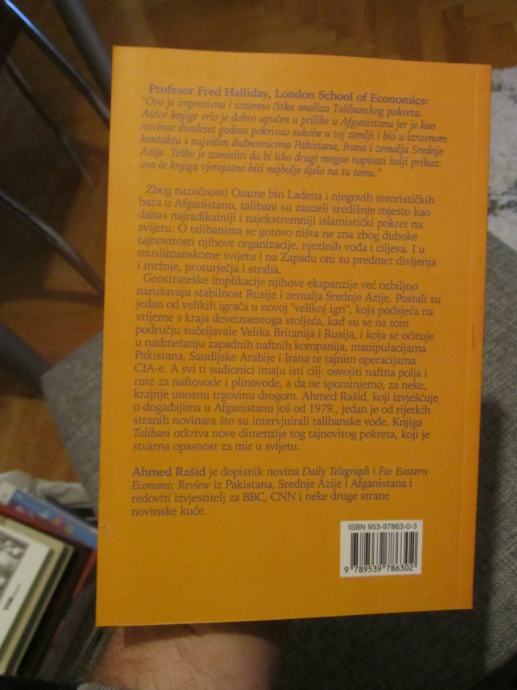 Profesor Fred Halliday, London School of Economics:
"Ovo je impresivna i iznimno čitka analiza Talibanskog pokreta.
Autor knjige vrlo je dobro upućen u prilike u Afganistanu jer je kao
novinar dvadeset godina pokrivao sukobe u toj zemlji i bio u izravnom
kontaktu s najvišim dužnosnicima Pakistana, Irana i zemalja Srednje
Azije. Teško je zamisliti da bi itko drugi mogao napisati bolji prikaz:
ova će knjiga vjerojatno biti najbolje djelo na tu temu."
Zbog nazočnosti Osame bin Ladena i njegovih terorističkih
baza u Afganistanu, talibani su zauzeli središnje mjesto kao
danas najradikalniji i najekstremniji islamistički pokret na
svijetu. O talibanima se gotovo ništa ne zna zbog duboke
tajnovitosti njihove organizacije, njezinih vođa i ciljeva. I u
muslimanskome svijetu i na Zapadu oni su predmet divljenja
i mržnje, proturječja i straha.
Geostrateške implikacije njihove ekspanzije već ozbiljno
narušavaju stabilnost Rusije i zemalja Srednje Azije. Postali su
jedan od velikih igrača u novoj "velikoj igri", koja podsjeća na
vrijeme s kraja devetnaestoga stoljeća, kad su se na tom
području sučeljavale Velika Britanija i Rusija, i koja se očituje
u nadmetanju zapadnih naftnih kompanija, manipulacijama
Pakistana, Saudijske Arabije i Irana te tajnim operacijama
CIA-e. A svi ti sudionici imaju isti cilj: osvojiti naftna polja i
rute za naftovode i plinovode, a da ne spominjemo, za neke,
krajnje unosnu trgovinu drogom. Ahmed Rašid, koji izvješćuje
o događajima u Afganistanu još od 1979., jedan je od rijetkih
stranih novinara što su intervjuirali talibanske vođe. Knjiga
Talibani otkriva nove dimenzije tog tajnovitog pokreta, koji je
stvarna opasnost za mir u svijetu.
Ahmed Rašid je dopisnik novina Daily Telegraph i Far Eastern
Economic Review iz Pakistana, Srednje Azije i Afganistana i
redoviti izvjestitelj za BBC, CNN i neke druge strane
novinske kuće.
ISBN 953-97863-0-3
9 789539 786302